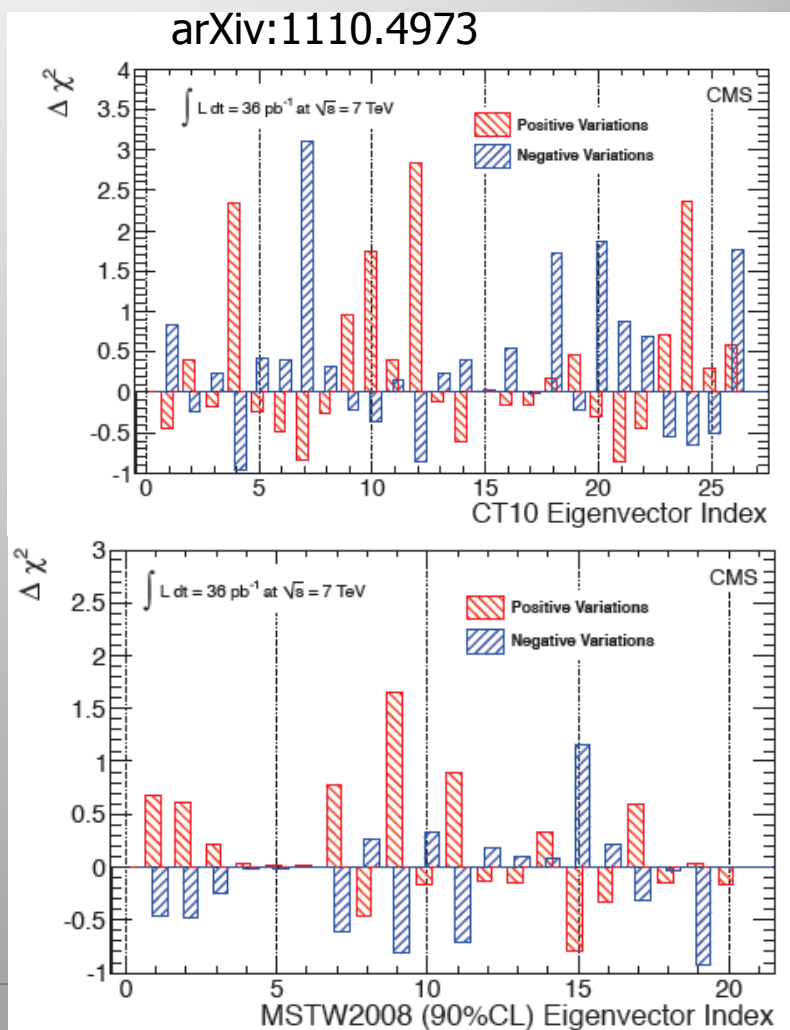 arXiv:1110.4973
Δ χ²
4
3.5
3
2.5
2
1.5
1
0.5
0
-0.5
-1
∫ L dt = 36 pb⁻¹ at √s = 7 TeV
CMS
Positive Variations
Negative Variations
0 5 10 15 20 25
CT10 Eigenvector Index
Δ χ²
3
2.5
2
1.5
1
0.5
0
-0.5
-1
∫ L dt = 36 pb⁻¹ at √s = 7 TeV
CMS
Positive Variations
Negative Variations
0 5 10 15 20
MSTW2008 (90%CL) Eigenvector Index